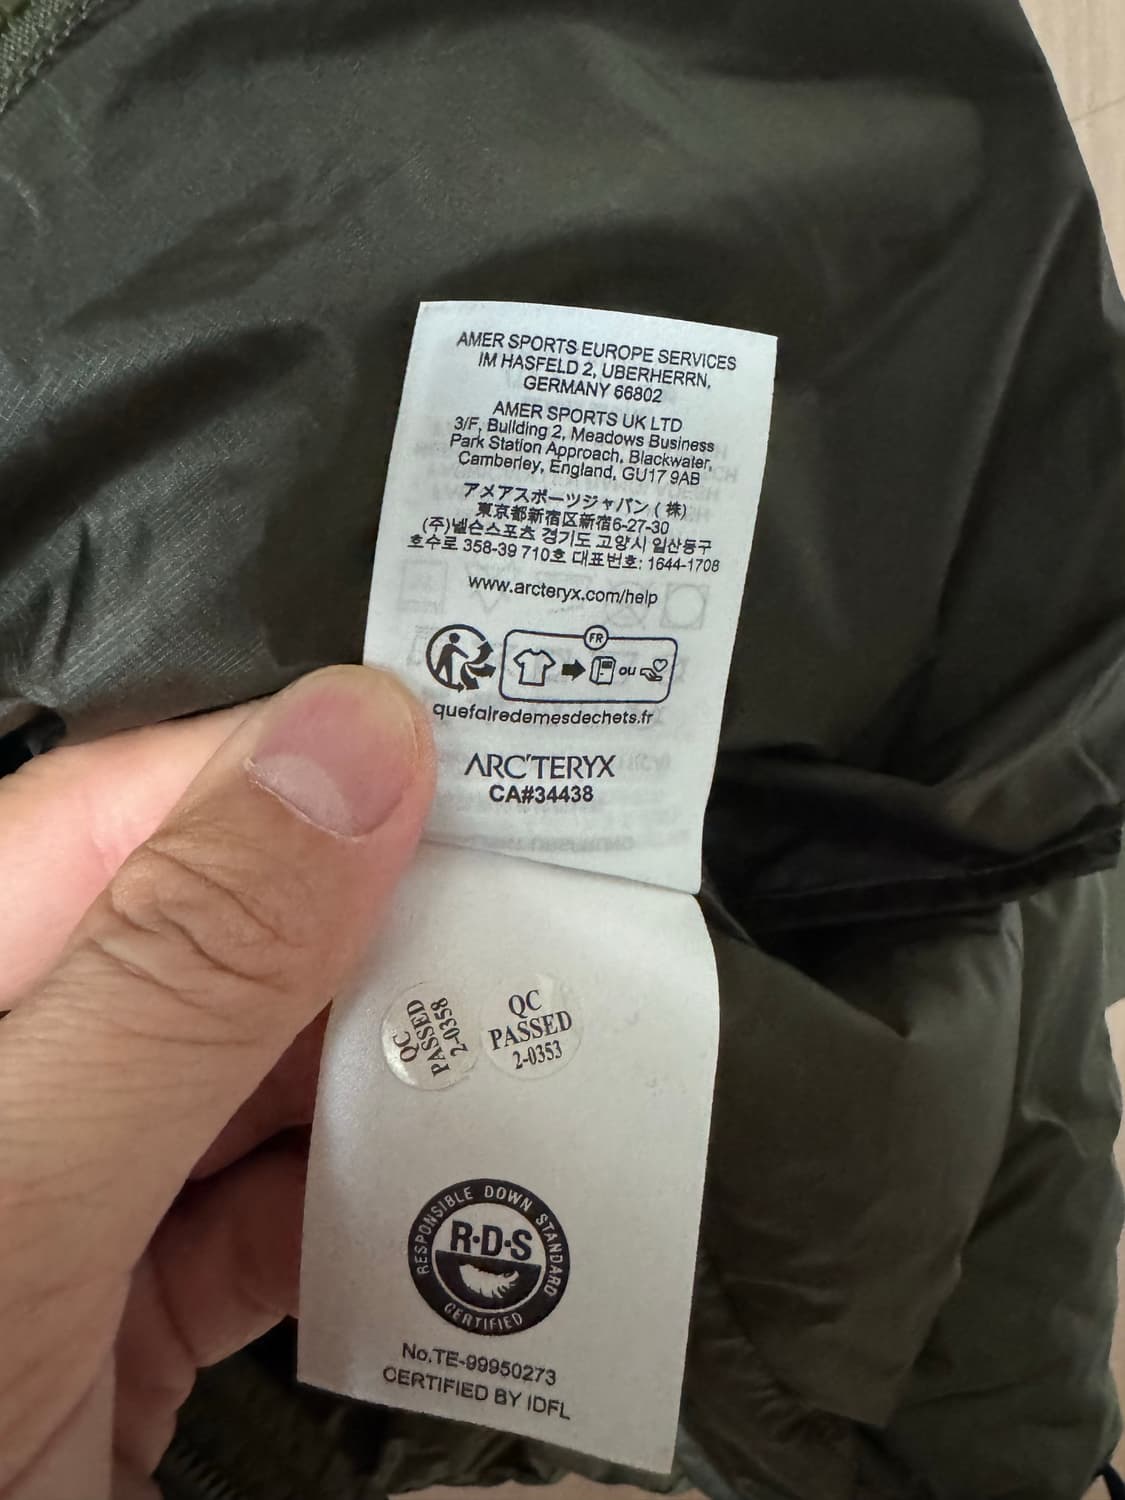 AMER SPORTS EUROPE SERVICES
IM HASFELD 2, UBERHERRN,
GERMANY 66802
AMER SPORTS UK LTD
3/F, Building 2, Meadows Business
Park Station Approach, Blackwater,
Camberley, England, GU17 9AB
アメアスポーツジャパン (株)
東京都新宿区新宿6-27-30
(주)넬슨스포츠 경기도 고양시 일산동구
호수로 358-39 710호 대표번호: 1644-1708
www.arcteryx.com/help
FR
ou
quefairedemesdechets.fr
ARC'TERYX
CA#34438
QC
PASSED
2-0358
QC
PASSED
2-0353
RESPONSIBLE DOWN STANDARD
R·D·S
CERTIFIED
No.TE-99950273
CERTIFIED BY IDFL